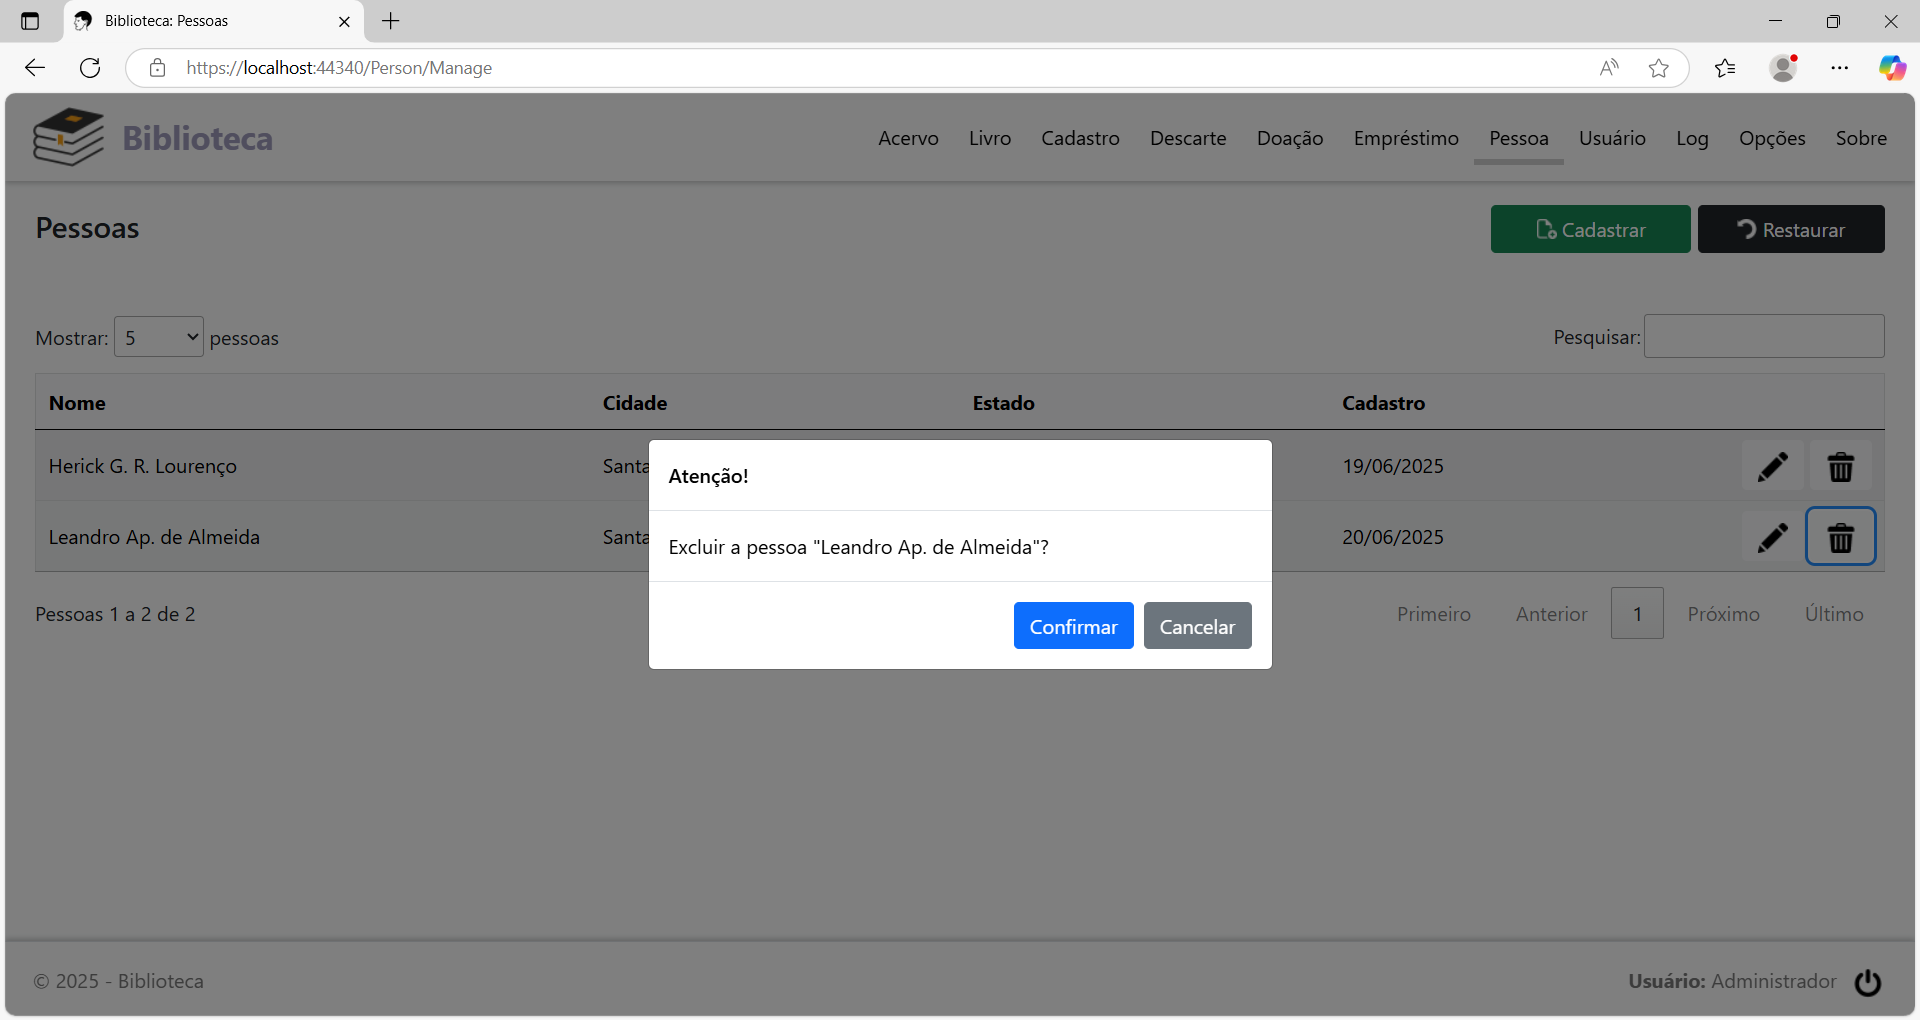 Biblioteca: Pessoas
https://localhost:44340/Person/Manage
Biblioteca
Acervo Livro Cadastro Descarte Doação Empréstimo Pessoa Usuário Log Opções Sobre
Pessoas
Cadastrar Restaurar
Mostrar: 5 pessoas Pesquisar:
Nome Cidade Estado Cadastro
Herick G. R. Lourenço Santa 19/06/2025
Leandro Ap. de Almeida Santa 20/06/2025
Atenção!
Excluir a pessoa "Leandro Ap. de Almeida"?
Confirmar Cancelar
Pessoas 1 a 2 de 2 Primeiro Anterior 1 Próximo Último
© 2025 - Biblioteca Usuário: Administrador